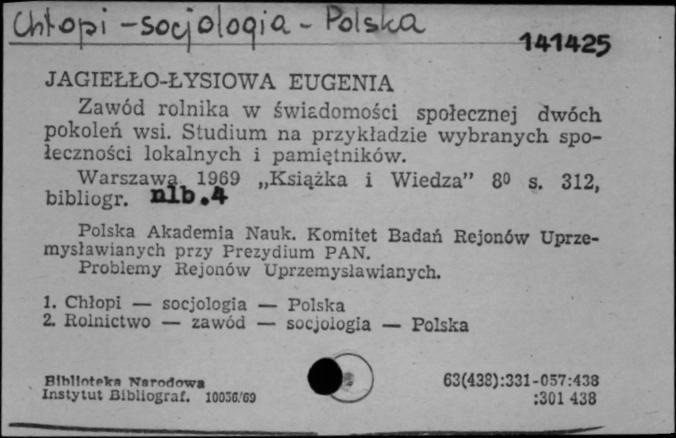 Chłopi - socjologia - Polska
141425
JAGIEŁŁO-ŁYSIOWA EUGENIA
Zawód rolnika w świadomości społecznej dwóch
pokoleń wsi. Studium na przykładzie wybranych spo-
łeczności lokalnych i pamiętników.
Warszawa 1969 „Książka i Wiedza” 8⁰ s. 312,
bibliogr. nlb.4
Polska Akademia Nauk. Komitet Badań Rejonów Uprze-
mysławianych przy Prezydium PAN.
Problemy Rejonów Uprzemysławianych.
1. Chłopi — socjologia — Polska
2. Rolnictwo — zawód — socjologia — Polska
Biblioteka Narodowa
Instytut Bibliograf. 10036/69
63(438):331-057:438
:301 438